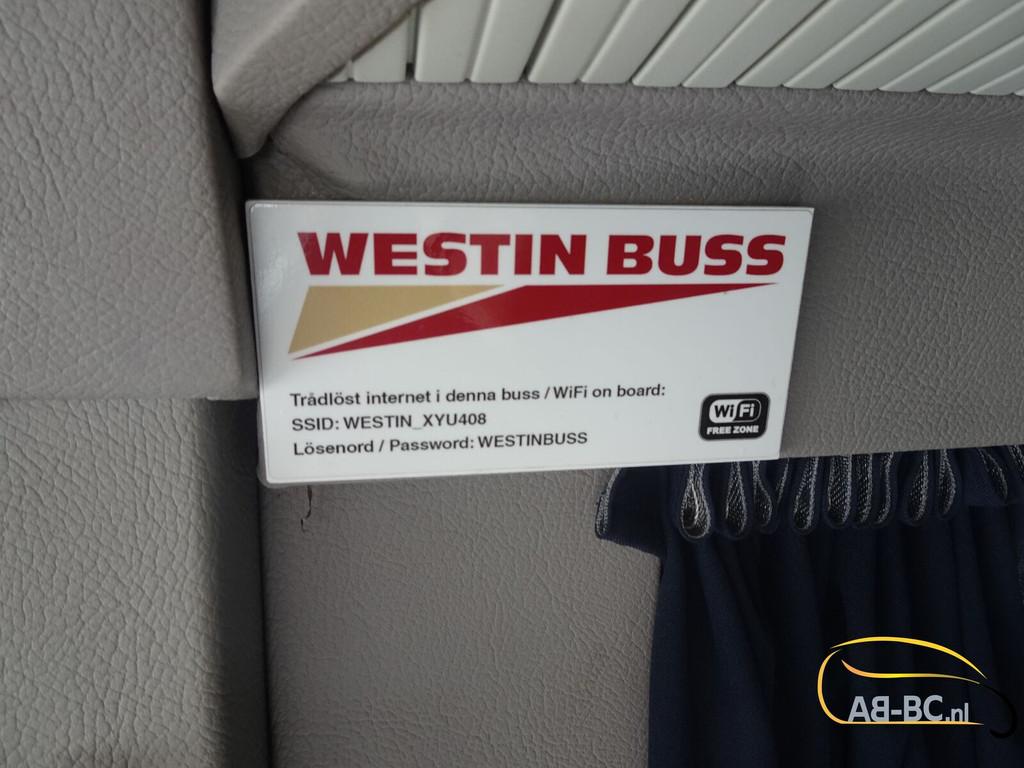 WESTIN BUSS
Trådlöst internet i denna buss / WiFi on board:
SSID: WESTIN_XYU408
Lösenord / Password: WESTINBUSS
WiFi
FREE ZONE
AB-BC.nl